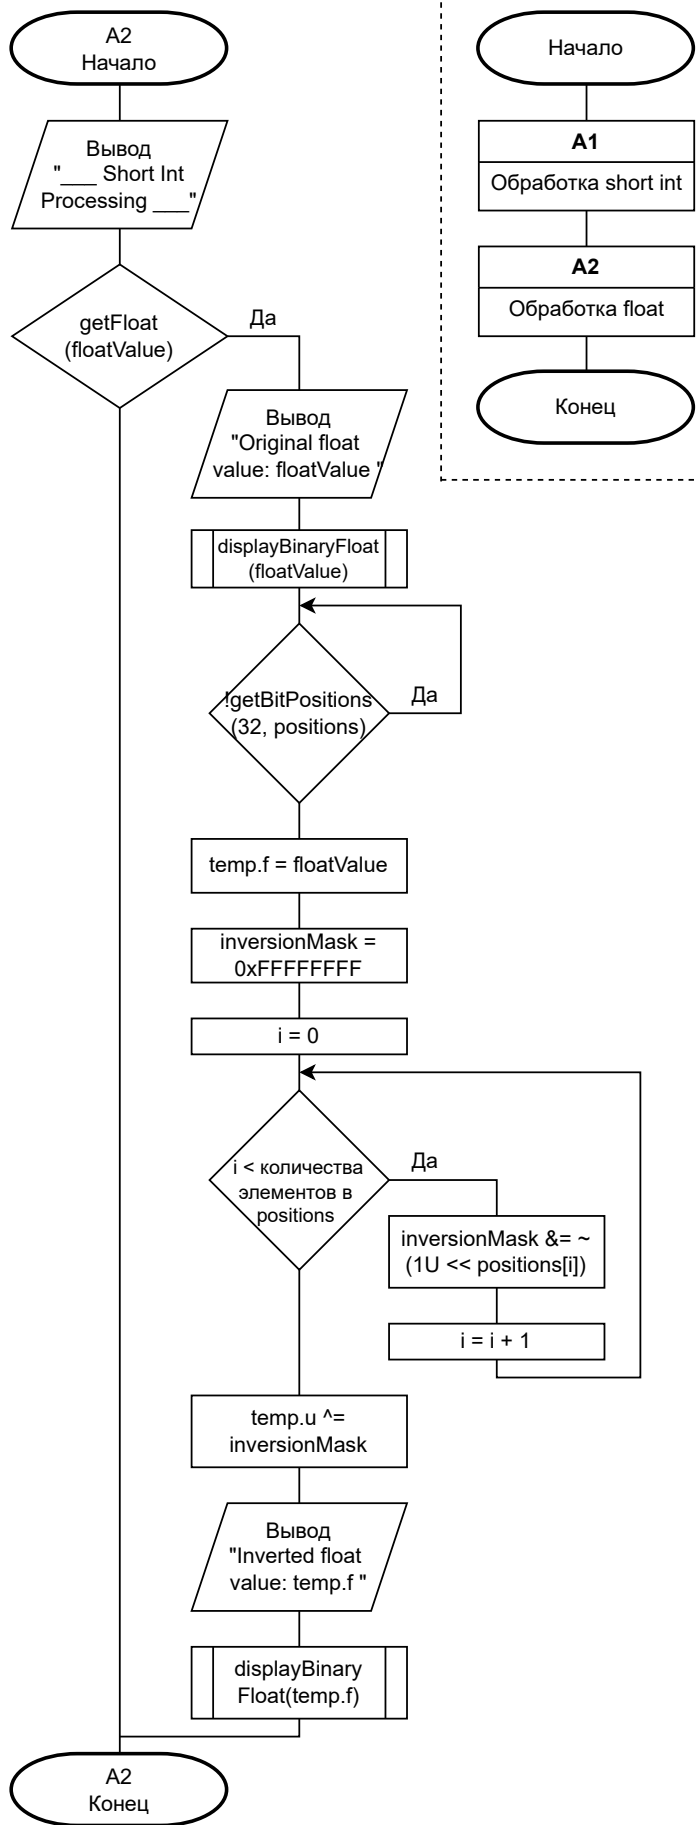 A2
Начало
Вывод
"___ Short Int
Processing ___"
getFloat
(floatValue)
Да
Вывод
"Original float
value: floatValue "
displayBinaryFloat
(floatValue)
!getBitPositions
(32, positions)
Да
temp.f = floatValue
inversionMask =
0xFFFFFFFF
i = 0
i < количества
элементов в
positions
Да
inversionMask &= ~
(1U << positions[i])
i = i + 1
temp.u ^=
inversionMask
Вывод
"Inverted float
value: temp.f "
displayBinary
Float(temp.f)
A2
Конец
Начало
A1
Обработка short int
A2
Обработка float
Конец